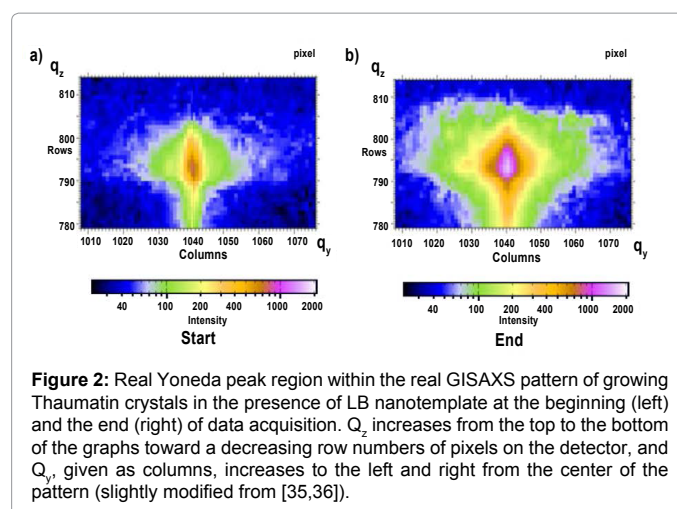 a)
q_z
pixel
810
800
Rows
790
780
1010 1020 1030 1040 1050 1060 1070
q_y
Columns
40 100 200 400 1000 2000
Intensity
Start
b)
q_z
pixel
810
800
Rows
790
780
1010 1020 1030 1040 1050 1060 1070
q_y
Columns
40 100 200 400 1000 2000
Intensity
End
Figure 2: Real Yoneda peak region within the real GISAXS pattern of growing
Thaumatin crystals in the presence of LB nanotemplate at the beginning (left)
and the end (right) of data acquisition. Q_z increases from the top to the bottom
of the graphs toward a decreasing row numbers of pixels on the detector, and
Q_y, given as columns, increases to the left and right from the center of the
pattern (slightly modified from [35,36]).